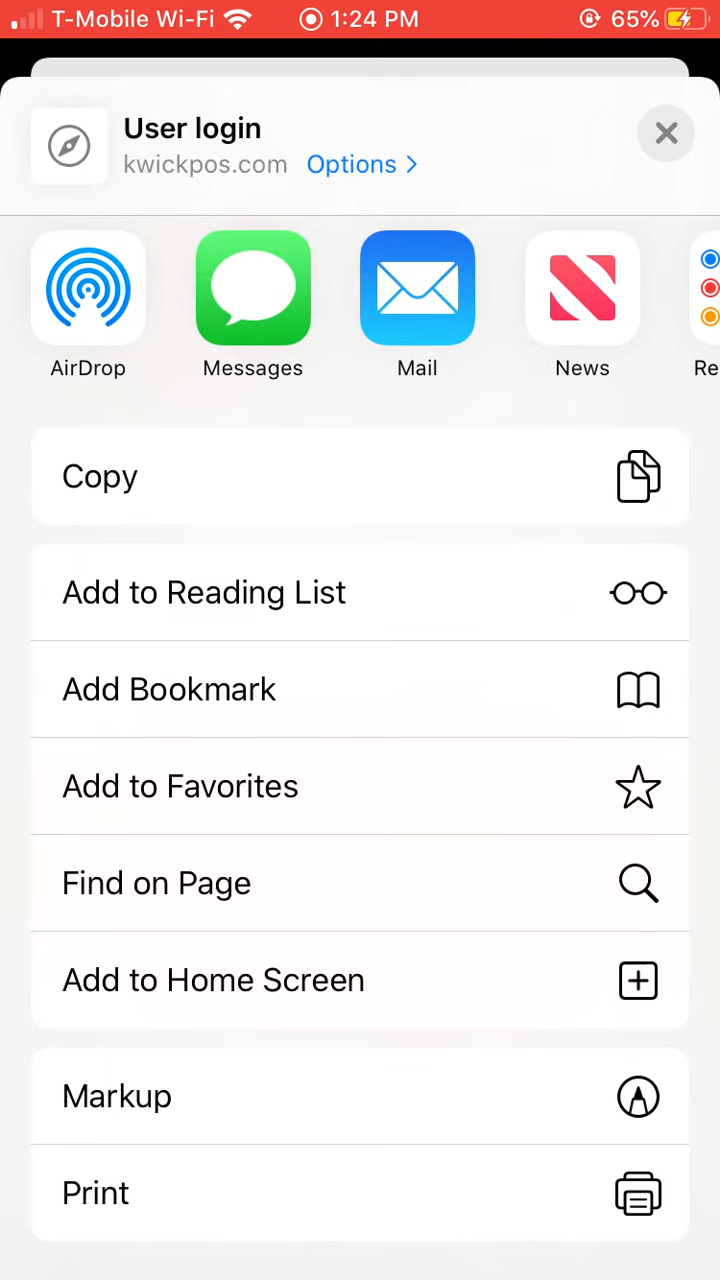 T-Mobile Wi-Fi 1:24 PM 65%
User login
kwickpos.com Options >
AirDrop Messages Mail News Re
Copy
Add to Reading List
Add Bookmark
Add to Favorites
Find on Page
Add to Home Screen
Markup
Print